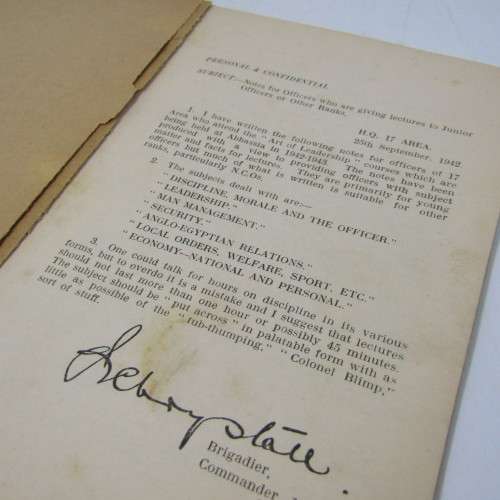 PERSONAL & CONFIDENTIAL
SUBJECT.—Notes for Officers who are giving lectures to Junior
Officers or Other Ranks.
H.Q. 17 AREA.
25th September, 1942
1. I have written the following notes for officers of 17
Area who attend the "Art of Leadership" courses which are
being held at Abbassia in 1942-1943. The notes have been
produced with a view to providing officers with subject
matter and facts for lectures. They are primarily for young
officers but much of what is written is suitable for other
ranks, particularly N.C.Os.
2. The subjects dealt with are:—
"DISCIPLINE, MORALE AND THE OFFICER."
"LEADERSHIP."
"MAN MANAGEMENT."
"SECURITY."
"ANGLO-EGYPTIAN RELATIONS."
"LOCAL ORDERS, WELFARE, SPORT, ETC."
"ECONOMY—NATIONAL AND PERSONAL."
3. One could talk for hours on discipline in its various
forms, but to overdo it is a mistake and I suggest that lectures
should not last more than one hour or possibly 45 minutes.
The subject should be "put across" in palatable form with as
little as possible of the "tub-thumping," "Colonel Blimp,"
sort of stuff.
Brigadier,
Commander